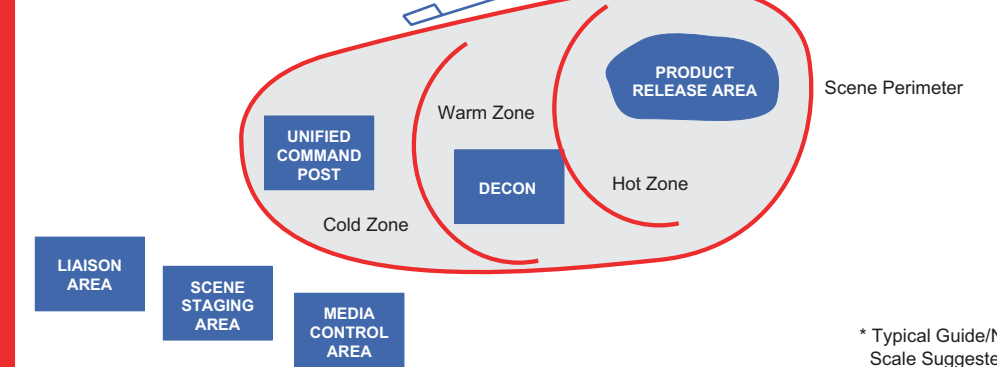 PRODUCT
RELEASE AREA
Scene Perimeter
Warm Zone
UNIFIED
COMMAND
POST
DECON
Hot Zone
Cold Zone
LIAISON
AREA
SCENE
STAGING
AREA
MEDIA
CONTROL
AREA
* Typical Guide/N
Scale Suggeste